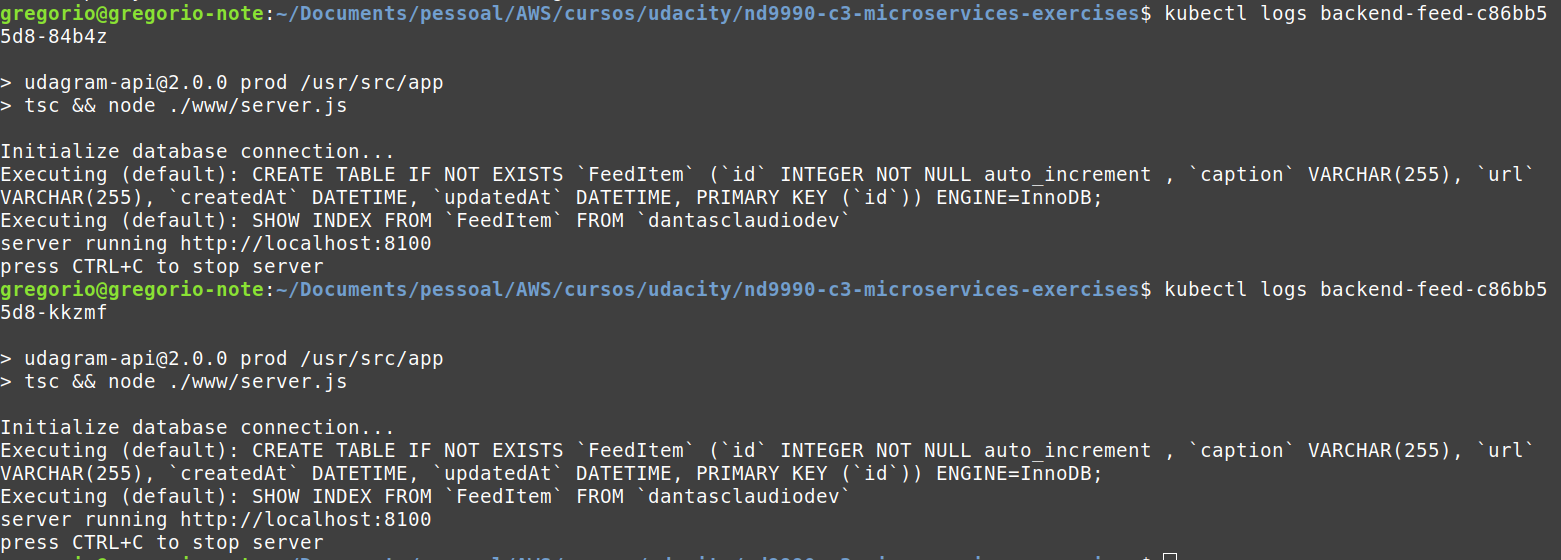 gregorio@gregorio-note:~/Documents/pessoal/AWS/cursos/udacity/nd9990-c3-microservices-exercises$ kubectl logs backend-feed-c86bb5
5d8-84b4z
> udagram-api@2.0.0 prod /usr/src/app
> tsc && node ./www/server.js
Initialize database connection...
Executing (default): CREATE TABLE IF NOT EXISTS `FeedItem` (`id` INTEGER NOT NULL auto_increment , `caption` VARCHAR(255), `url`
VARCHAR(255), `createdAt` DATETIME, `updatedAt` DATETIME, PRIMARY KEY (`id`)) ENGINE=InnoDB;
Executing (default): SHOW INDEX FROM `FeedItem` FROM `dantasclaudiodev`
server running http://localhost:8100
press CTRL+C to stop server
gregorio@gregorio-note:~/Documents/pessoal/AWS/cursos/udacity/nd9990-c3-microservices-exercises$ kubectl logs backend-feed-c86bb5
5d8-kkzmf
> udagram-api@2.0.0 prod /usr/src/app
> tsc && node ./www/server.js
Initialize database connection...
Executing (default): CREATE TABLE IF NOT EXISTS `FeedItem` (`id` INTEGER NOT NULL auto_increment , `caption` VARCHAR(255), `url`
VARCHAR(255), `createdAt` DATETIME, `updatedAt` DATETIME, PRIMARY KEY (`id`)) ENGINE=InnoDB;
Executing (default): SHOW INDEX FROM `FeedItem` FROM `dantasclaudiodev`
server running http://localhost:8100
press CTRL+C to stop server